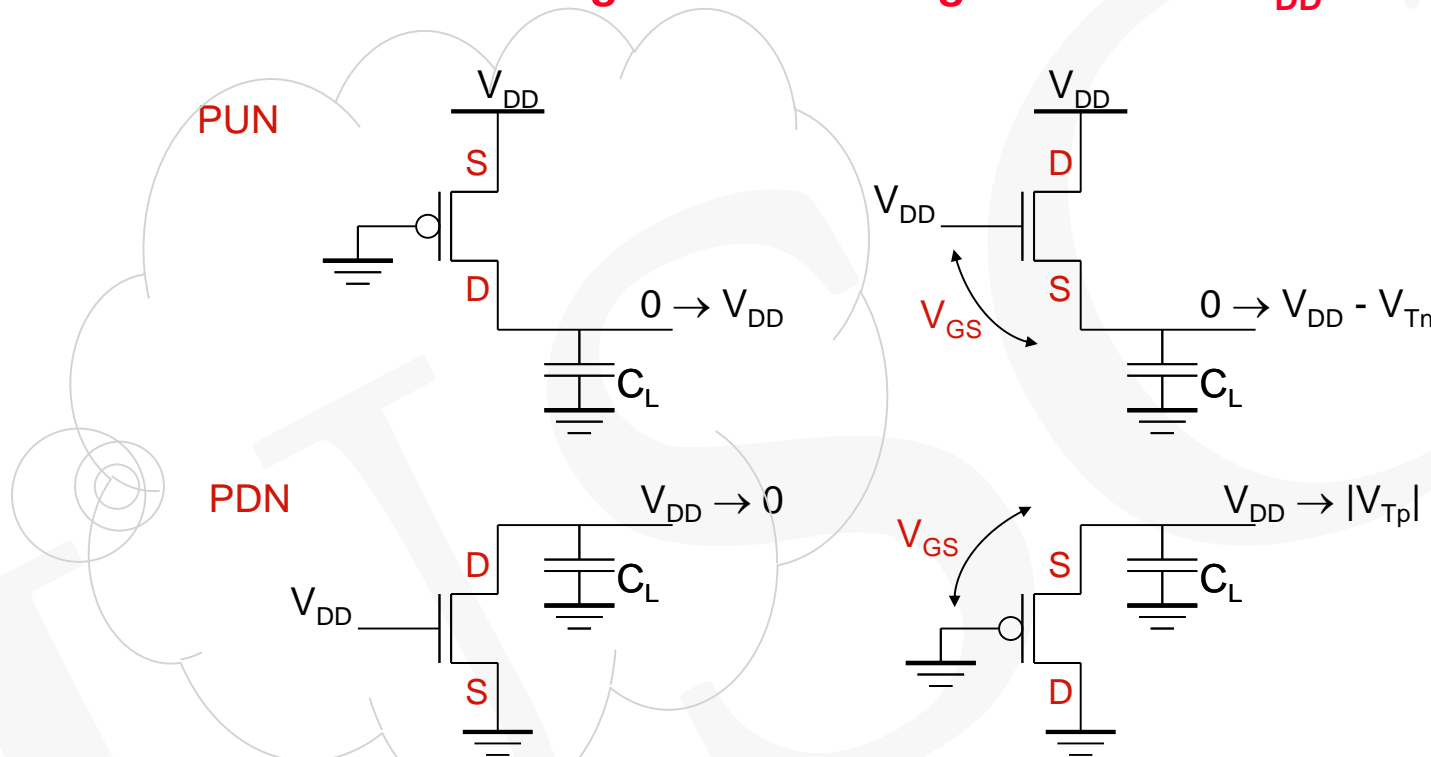 DD
V_DD
V_DD
PUN
S
D
V_DD
D
S
0 → V_DD
V_GS
0 → V_DD - V_Tn
C_L
C_L
PDN
V_DD → 0
V_DD → |V_Tp|
V_GS
D
S
C_L
C_L
V_DD
S
D